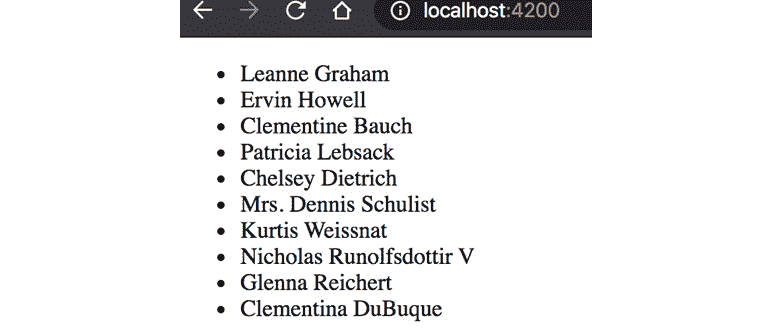 localhost:4200
Leanne Graham
Ervin Howell
Clementine Bauch
Patricia Lebsack
Chelsey Dietrich
Mrs. Dennis Schulist
Kurtis Weissnat
Nicholas Runolfsdottir V
Glenna Reichert
Clementina DuBuque